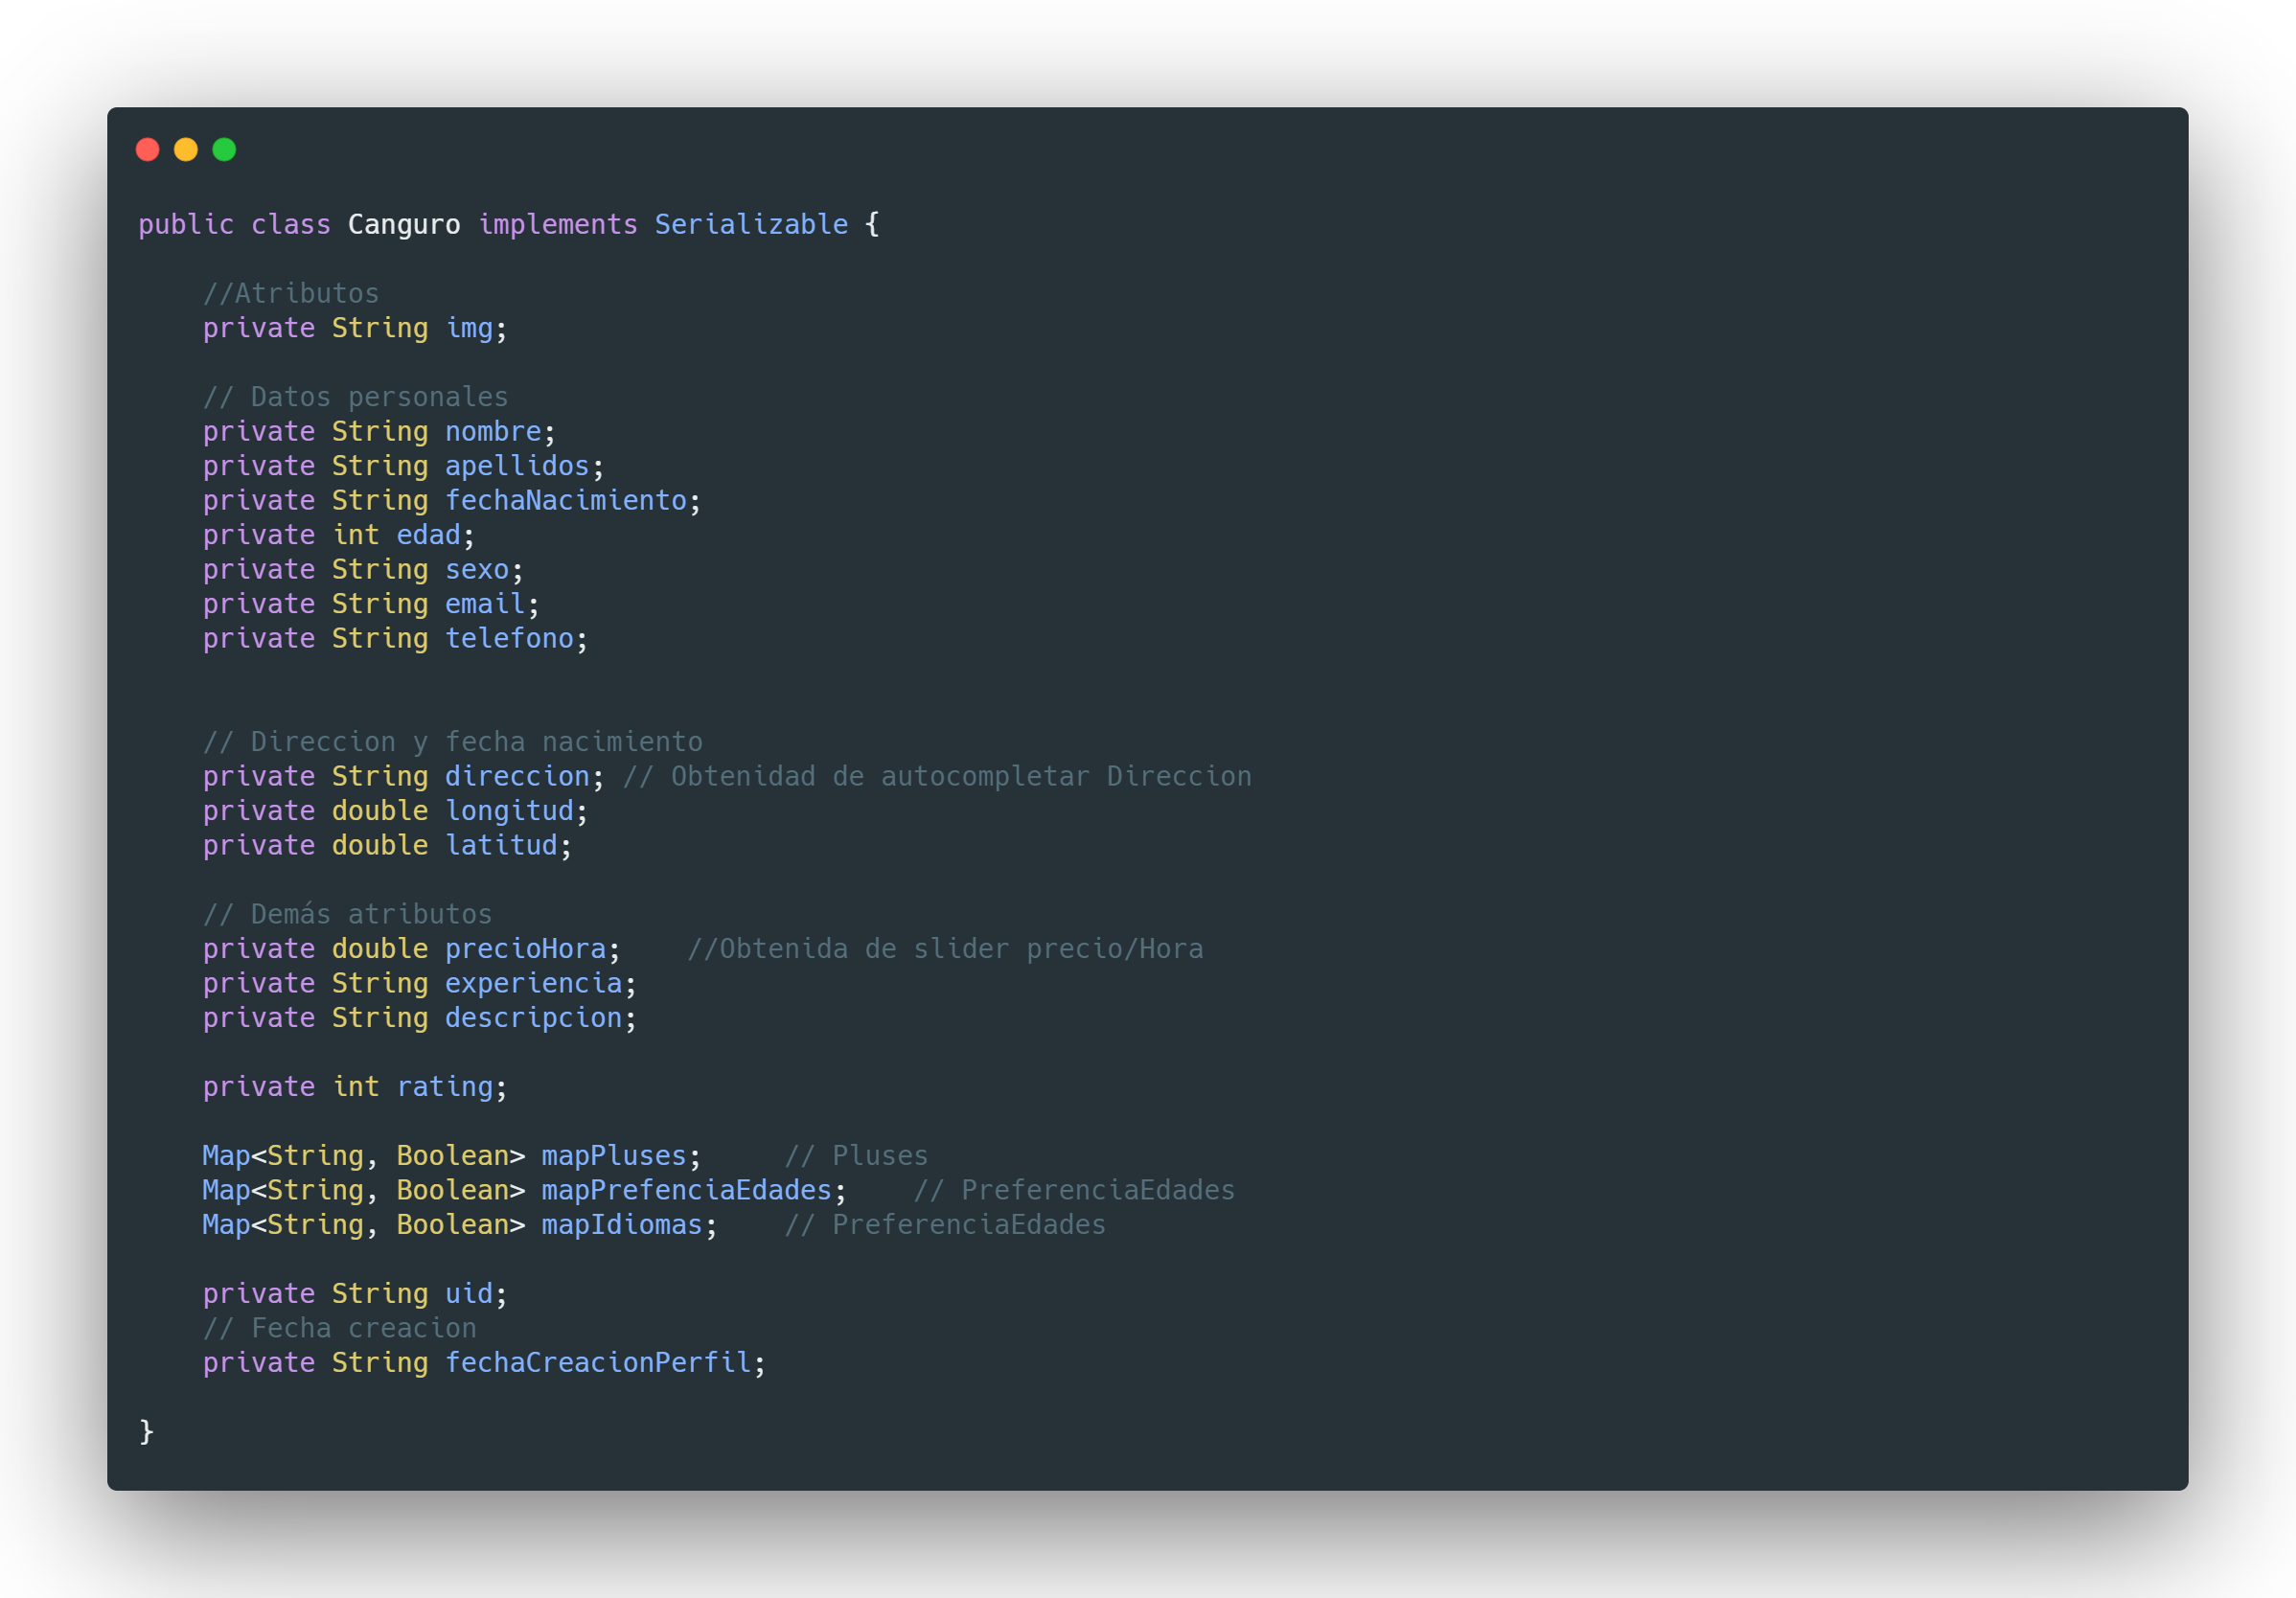 public class Canguro implements Serializable {
//Atributos
private String img;
// Datos personales
private String nombre;
private String apellidos;
private String fechaNacimiento;
private int edad;
private String sexo;
private String email;
private String telefono;
// Direccion y fecha nacimiento
private String direccion; // Obtenidad de autocompletar Direccion
private double longitud;
private double latitud;
// Demás atributos
private double precioHora;    //Obtenida de slider precio/Hora
private String experiencia;
private String descripcion;
private int rating;
Map<String, Boolean> mapPluses;     // Pluses
Map<String, Boolean> mapPrefenciaEdades;    // PreferenciaEdades
Map<String, Boolean> mapIdiomas;    // PreferenciaEdades
private String uid;
// Fecha creacion
private String fechaCreacionPerfil;
}